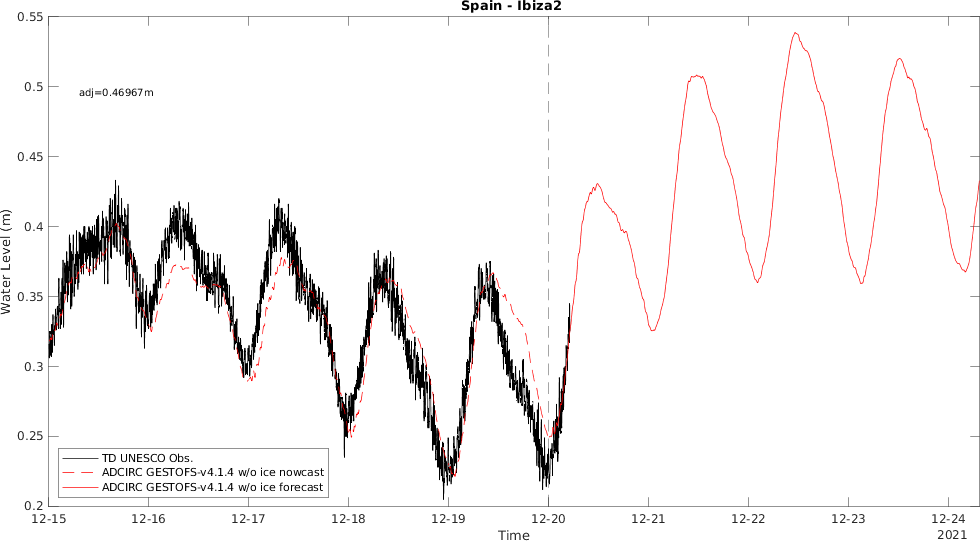 Spain - Ibiza2
0.55
0.5
0.45
0.4
0.35
0.3
0.25
0.2
Water Level (m)
adj=0.46967m
TD UNESCO Obs.
ADCIRC GESTOFS-v4.1.4 w/o ice nowcast
ADCIRC GESTOFS-v4.1.4 w/o ice forecast
12-15 12-16 12-17 12-18 12-19 12-20 12-21 12-22 12-23 12-24
Time
2021